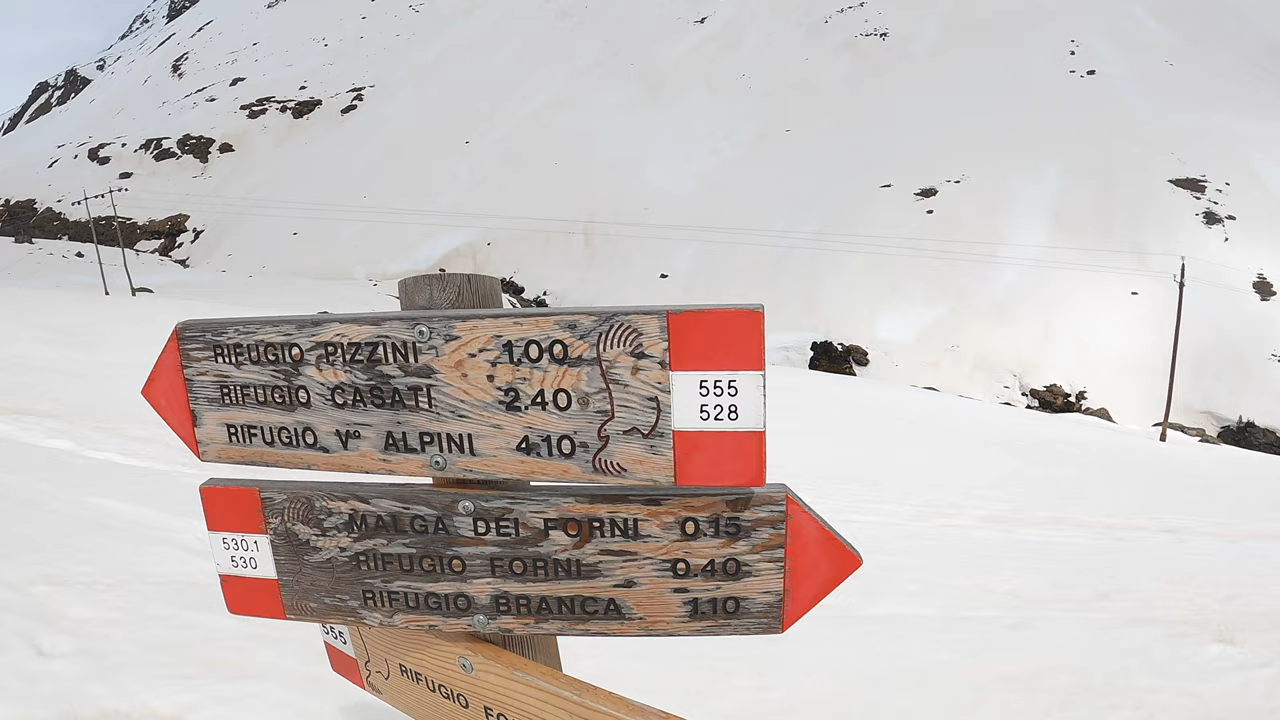 RIFUGIO PIZZINI 1.00
RIFUGIO CASATI 2.40
RIFUGIO V° ALPINI 4.10
555
528
530.1
530
MALGA DEI FORNI 0.15
RIFUGIO FORNI 0.40
RIFUGIO BRANCA 1.10
555
RIFUGIO FO